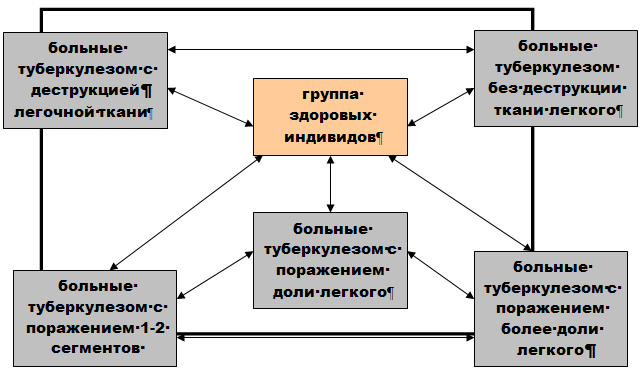 больные
туберкулезом с
деструкцией¶
легочной ткани¶
больные
туберкулезом
без деструкции
ткани легкого¶
группа
здоровых
индивидов¶
больные
туберкулезом с
поражением
доли легкого¶
больные
туберкулезом с
поражением 1-2
сегментов
больные
туберкулезом с
поражением
более доли
легкого¶